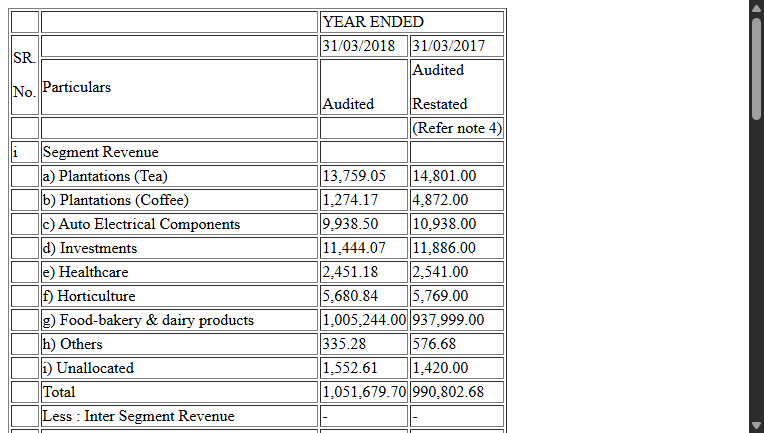 YEAR ENDED
31/03/2018 31/03/2017
SR. No. Particulars Audited Audited Restated
(Refer note 4)
i Segment Revenue
a) Plantations (Tea) 13,759.05 14,801.00
b) Plantations (Coffee) 1,274.17 4,872.00
c) Auto Electrical Components 9,938.50 10,938.00
d) Investments 11,444.07 11,886.00
e) Healthcare 2,451.18 2,541.00
f) Horticulture 5,680.84 5,769.00
g) Food-bakery & dairy products 1,005,244.00 937,999.00
h) Others 335.28 576.68
i) Unallocated 1,552.61 1,420.00
Total 1,051,679.70 990,802.68
Less : Inter Segment Revenue - -